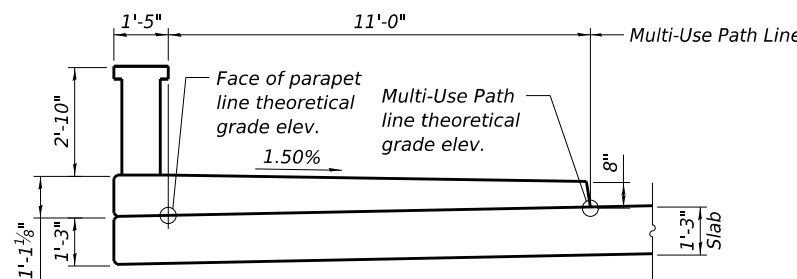 1'-5"
11'-0"
Multi-Use Path Line
Face of parapet
line theoretical
grade elev.
Multi-Use Path
line theoretical
grade elev.
2'-10"
1.50%
8"
1'-1⅛"
1'-3"
1'-3"
Slab